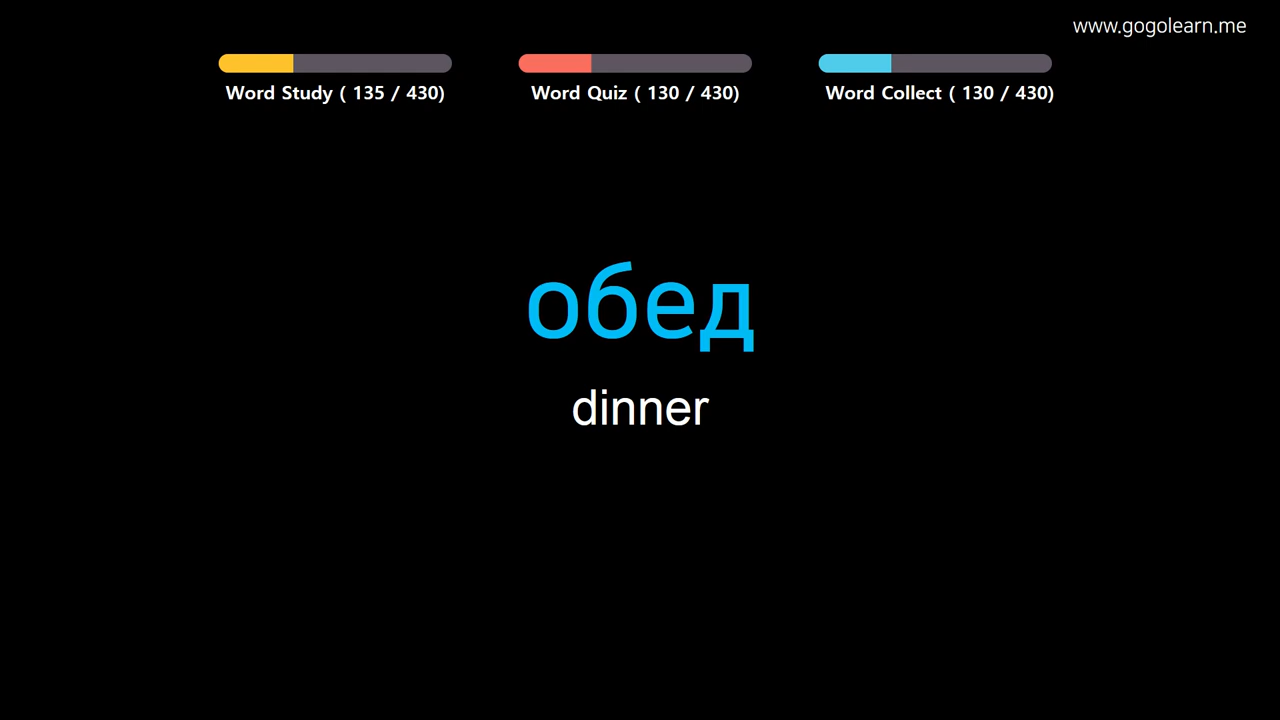 www.gogolearn.me
Word Study ( 135 / 430)
Word Quiz ( 130 / 430)
Word Collect ( 130 / 430)
обед
dinner